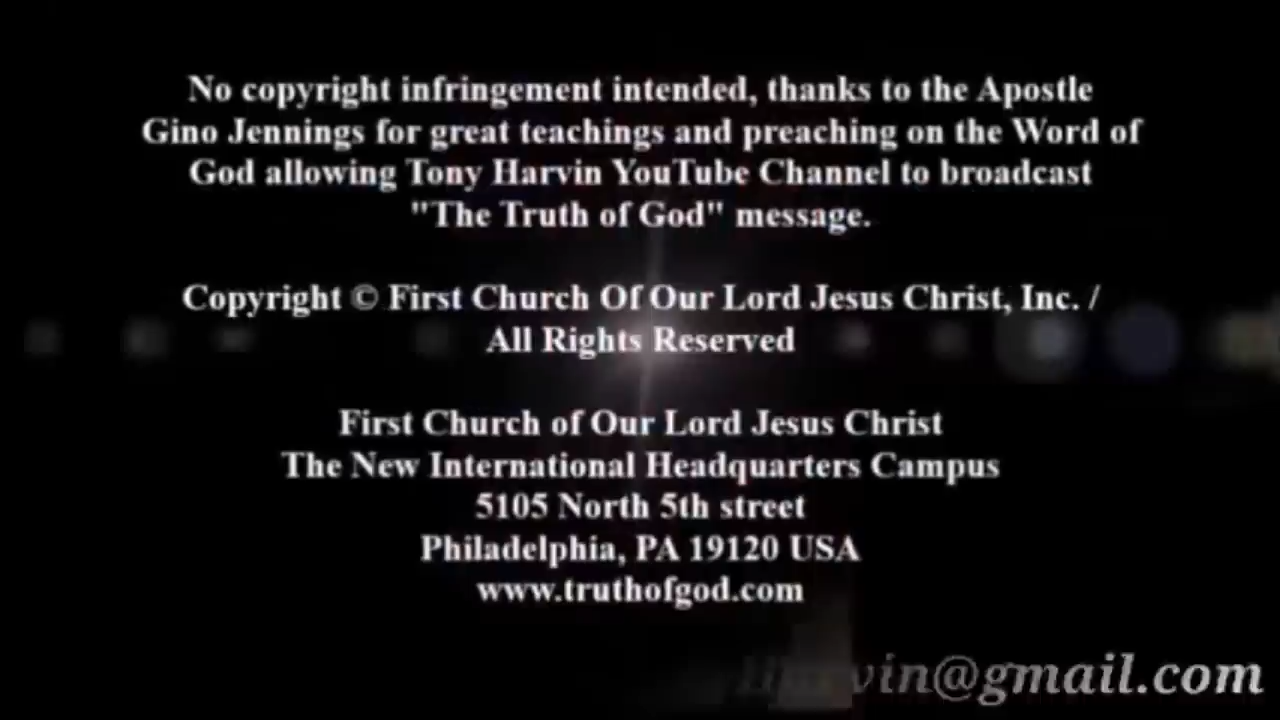 No copyright infringement intended, thanks to the Apostle
Gino Jennings for great teachings and preaching on the Word of
God allowing Tony Harvin YouTube Channel to broadcast
"The Truth of God" message.
Copyright © First Church Of Our Lord Jesus Christ, Inc. /
All Rights Reserved
First Church of Our Lord Jesus Christ
The New International Headquarters Campus
5105 North 5th street
Philadelphia, PA 19120 USA
www.truthofgod.com